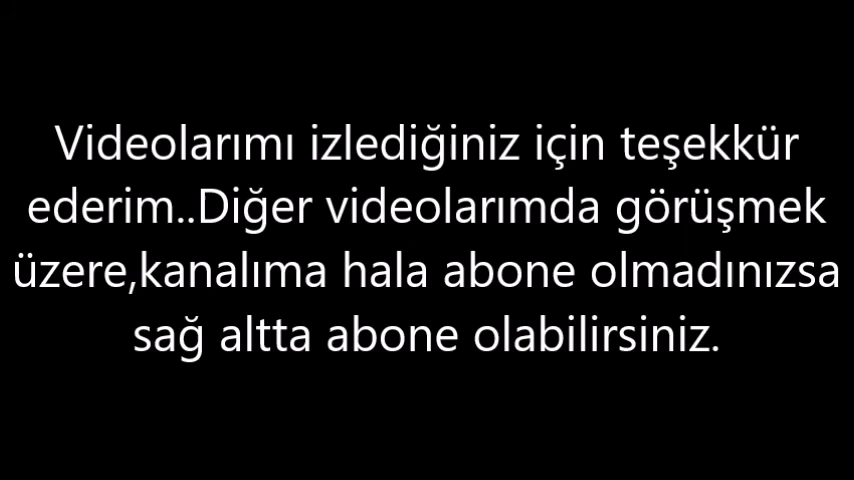 Videolarımı izlediğiniz için teşekkür
ederim..Diğer videolarımda görüşmek
üzere,kanalıma hala abone olmadınızsa
sağ altta abone olabilirsiniz.